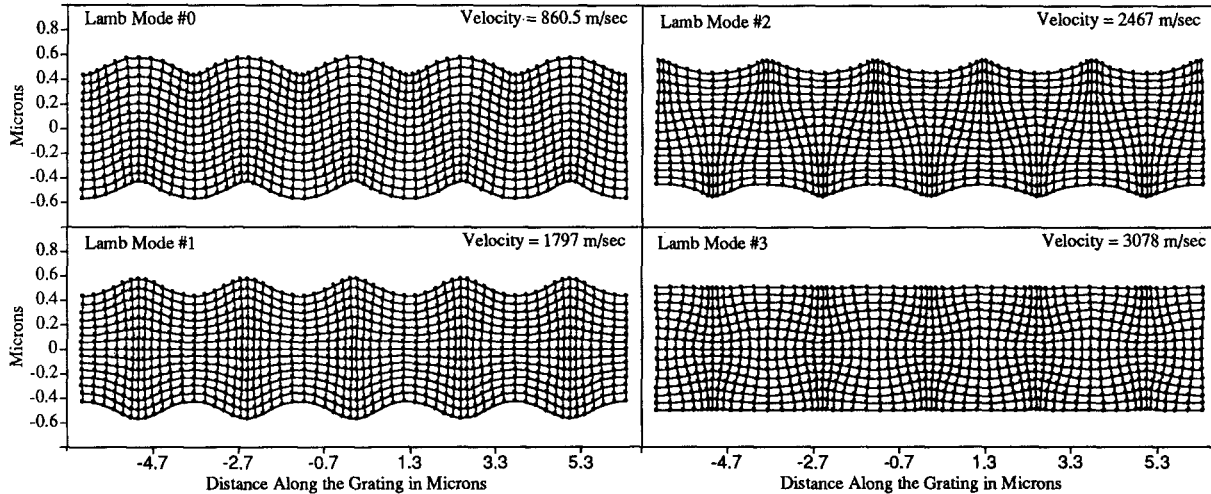 Lamb Mode #0
Velocity = 860.5 m/sec
Lamb Mode #2
Velocity = 2467 m/sec
0.8
0.6
0.4
0.2
0
-0.2
-0.4
-0.6
Microns
Lamb Mode #1
Velocity = 1797 m/sec
Lamb Mode #3
Velocity = 3078 m/sec
0.8
0.6
0.4
0.2
0
-0.2
-0.4
-0.6
Microns
-4.7 -2.7 -0.7 1.3 3.3 5.3
-4.7 -2.7 -0.7 1.3 3.3 5.3
Distance Along the Grating in Microns
Distance Along the Grating in Microns